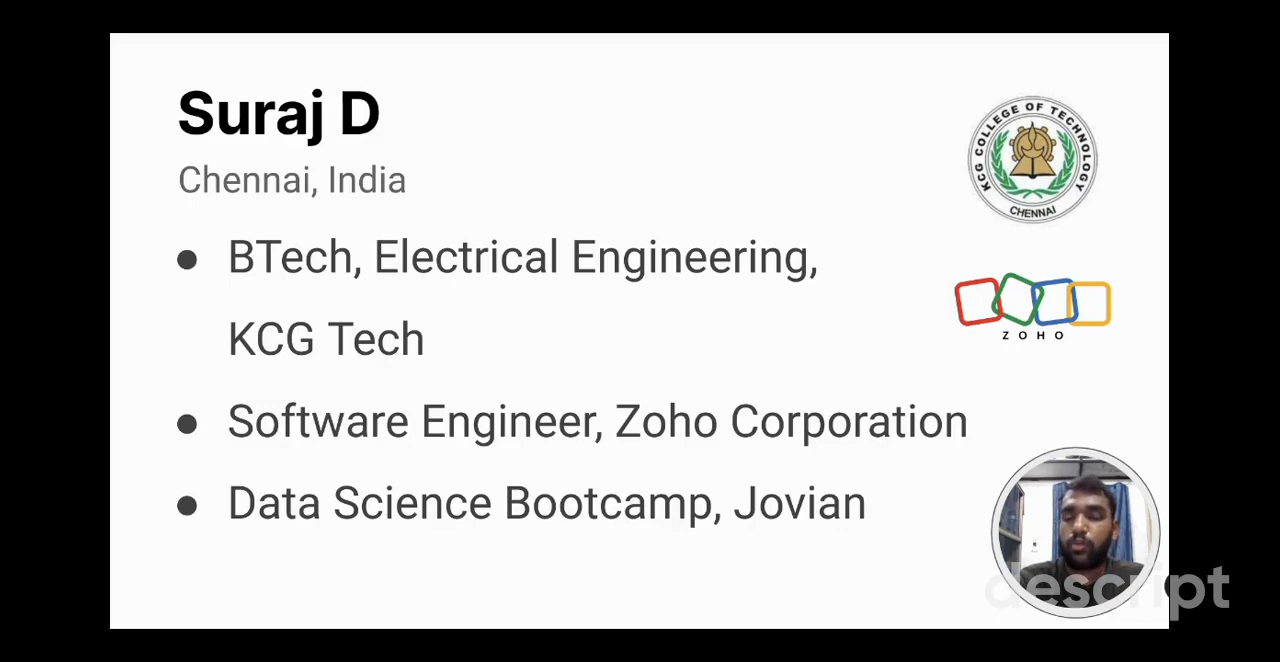 Suraj D
Chennai, India
KCG COLLEGE OF TECHNOLOGY
CHENNAI
● BTech, Electrical Engineering,
KCG Tech
ZOHO
● Software Engineer, Zoho Corporation
● Data Science Bootcamp, Jovian
descript